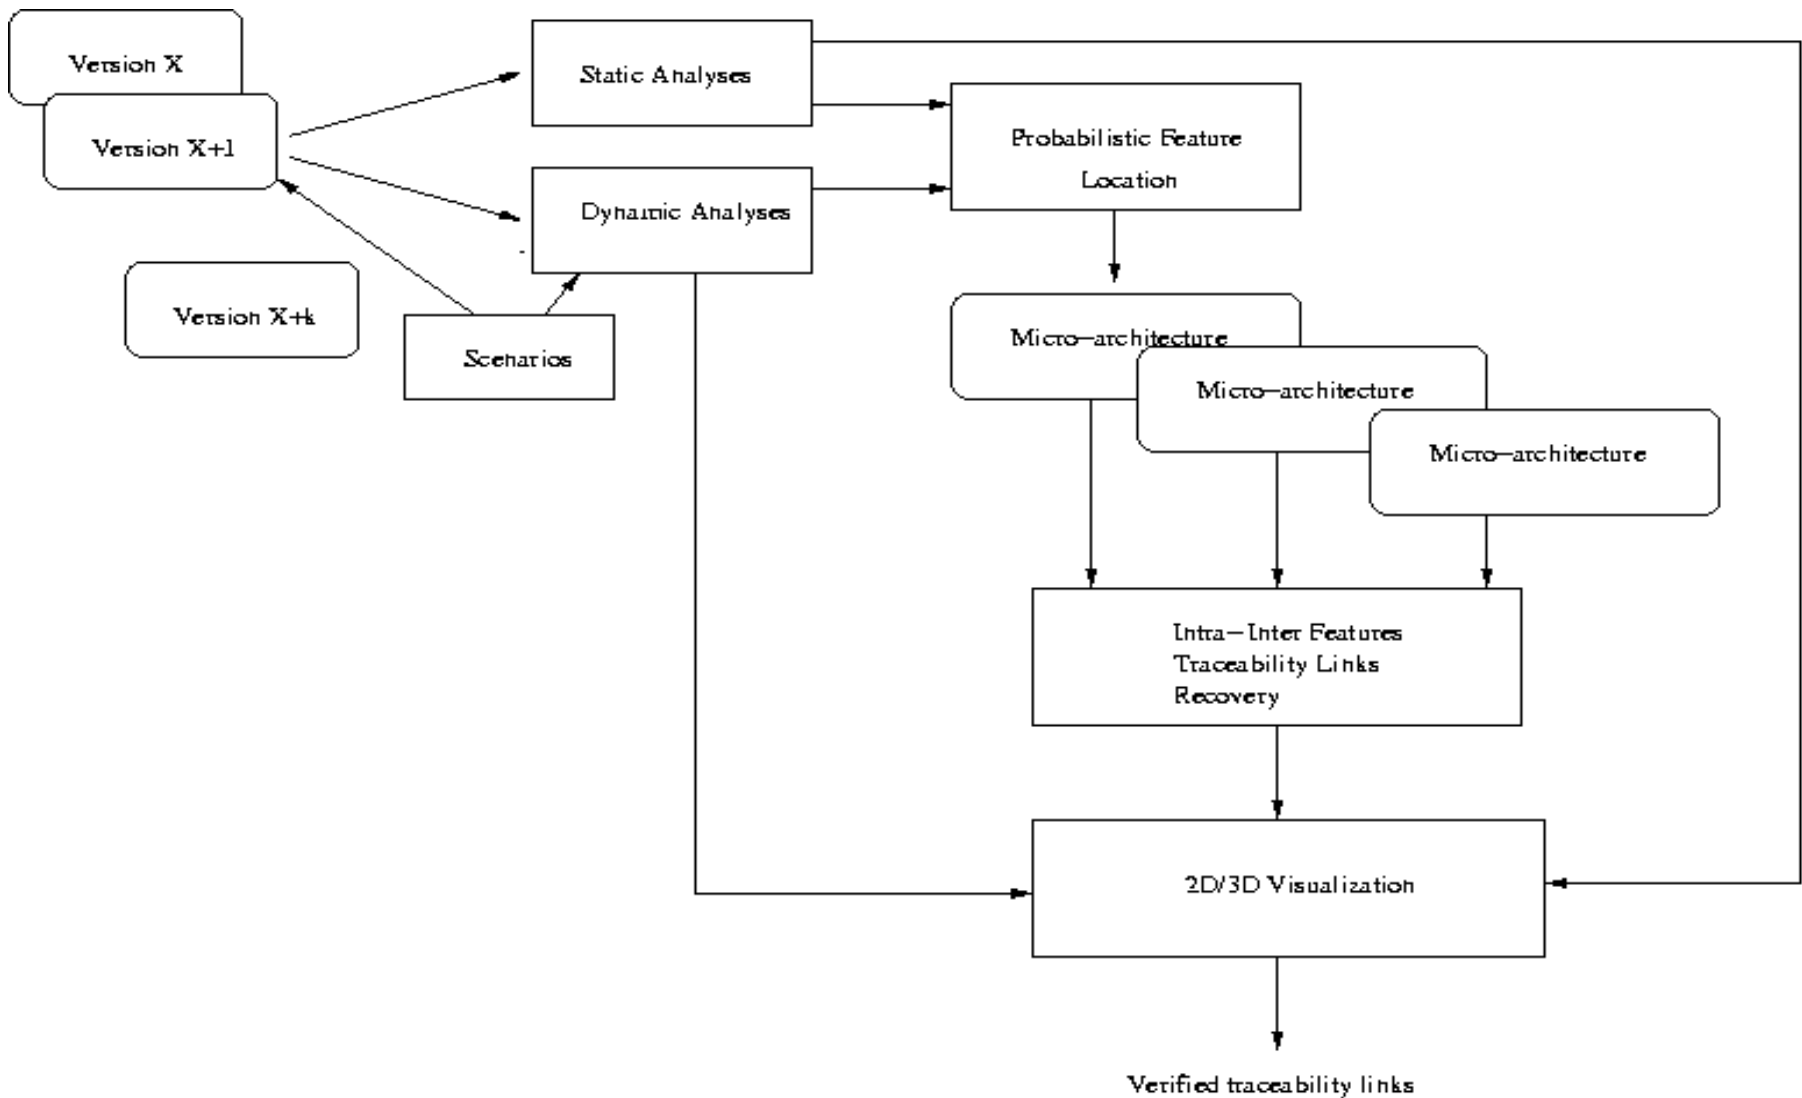 Version X
Version X+1
Version X+k
Scenarios
Static Analyses
Dynamic Analyses
Probabilistic Feature
Location
Micro-architecture
Micro-architecture
Micro-architecture
Intra-Inter Features
Traceability Links
Recovery
2D/3D Visualization
Verified traceability links